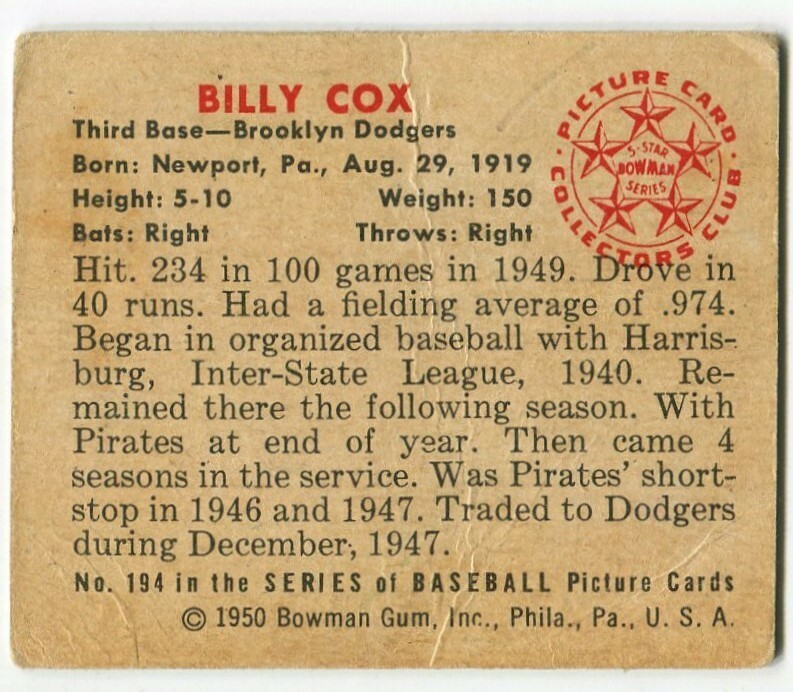 BILLY COX
Third Base—Brooklyn Dodgers
Born: Newport, Pa., Aug. 29, 1919
Height: 5-10 Weight: 150
Bats: Right Throws: Right
PICTURE CARD
COLLECTORS CLUB
5-STAR
BOWMAN
SERIES
Hit. 234 in 100 games in 1949. Drove in
40 runs. Had a fielding average of .974.
Began in organized baseball with Harris-
burg, Inter-State League, 1940. Re-
mained there the following season. With
Pirates at end of year. Then came 4
seasons in the service. Was Pirates' short-
stop in 1946 and 1947. Traded to Dodgers
during December, 1947.
No. 194 in the SERIES of BASEBALL Picture Cards
© 1950 Bowman Gum, Inc., Phila., Pa., U. S. A.